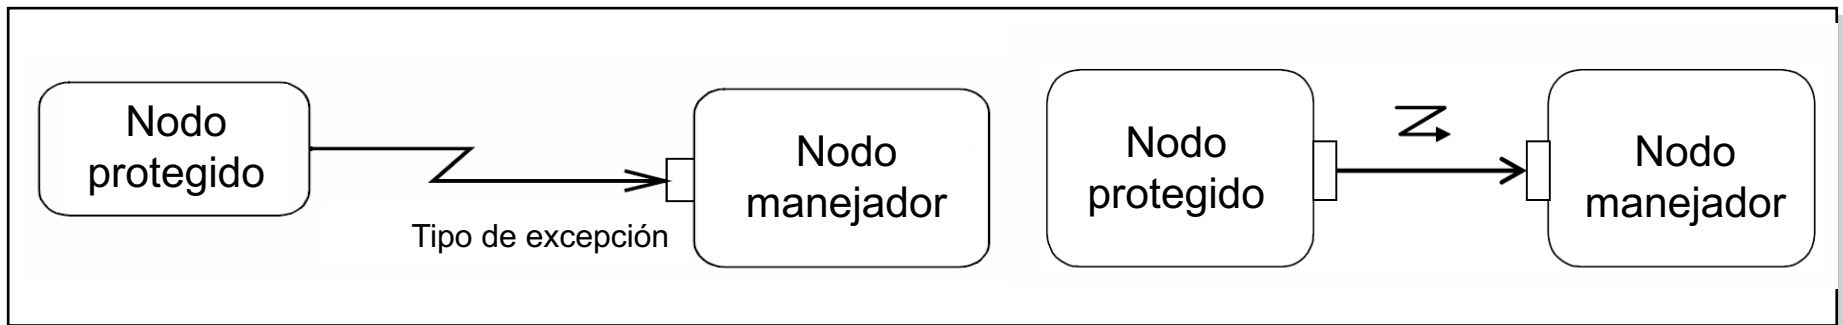 Nodo
protegido
Tipo de excepción
Nodo
manejador
Nodo
protegido
Nodo
manejador